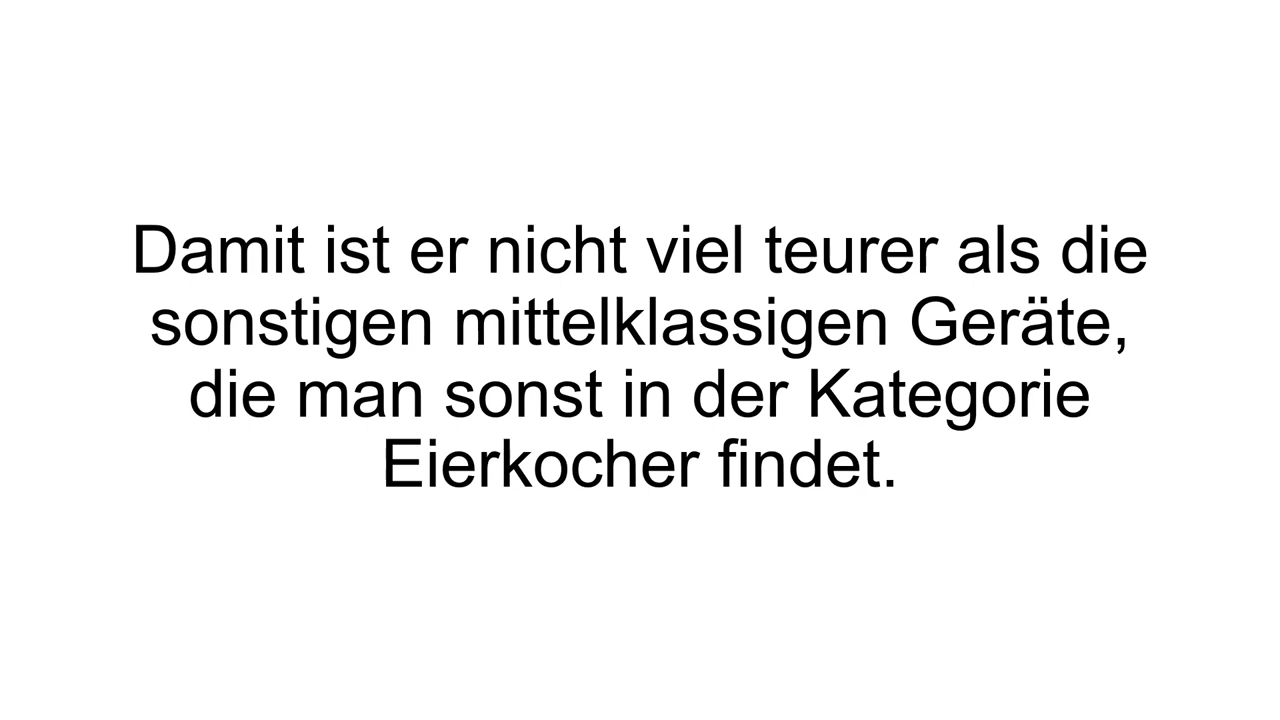 Damit ist er nicht viel teurer als die
sonstigen mittelklassigen Geräte,
die man sonst in der Kategorie
Eierkocher findet.